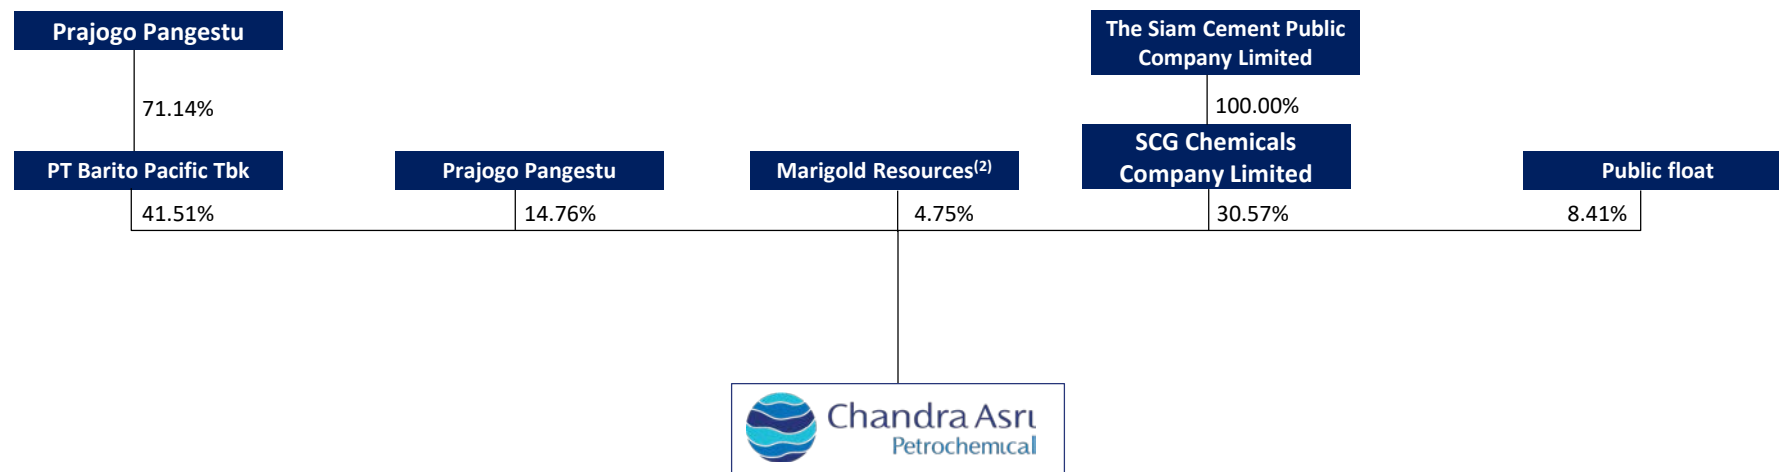 Prajogo Pangestu
The Siam Cement Public
Company Limited
71.14%
100.00%
PT Barito Pacific Tbk
Prajogo Pangestu
Marigold Resources(2)
SCG Chemicals
Company Limited
Public float
41.51%
14.76%
4.75%
30.57%
8.41%
Chandra Asri
Petrochemical